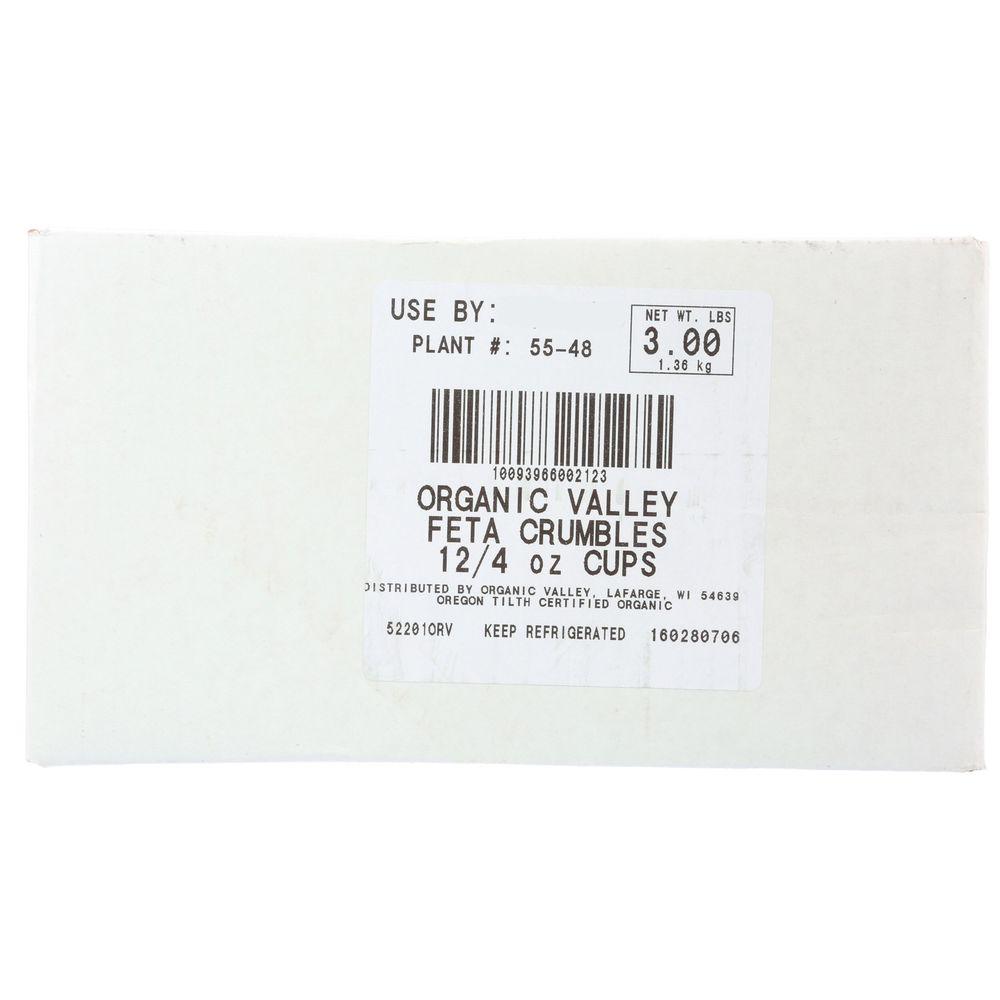 USE BY:
PLANT #: 55-48
NET WT. LBS
3.00
1.36 kg
10093966002123
ORGANIC VALLEY
FETA CRUMBLES
12/4 oz CUPS
DISTRIBUTED BY ORGANIC VALLEY, LAFARGE, WI 54639
OREGON TILTH CERTIFIED ORGANIC
52201ORV KEEP REFRIGERATED 160280706